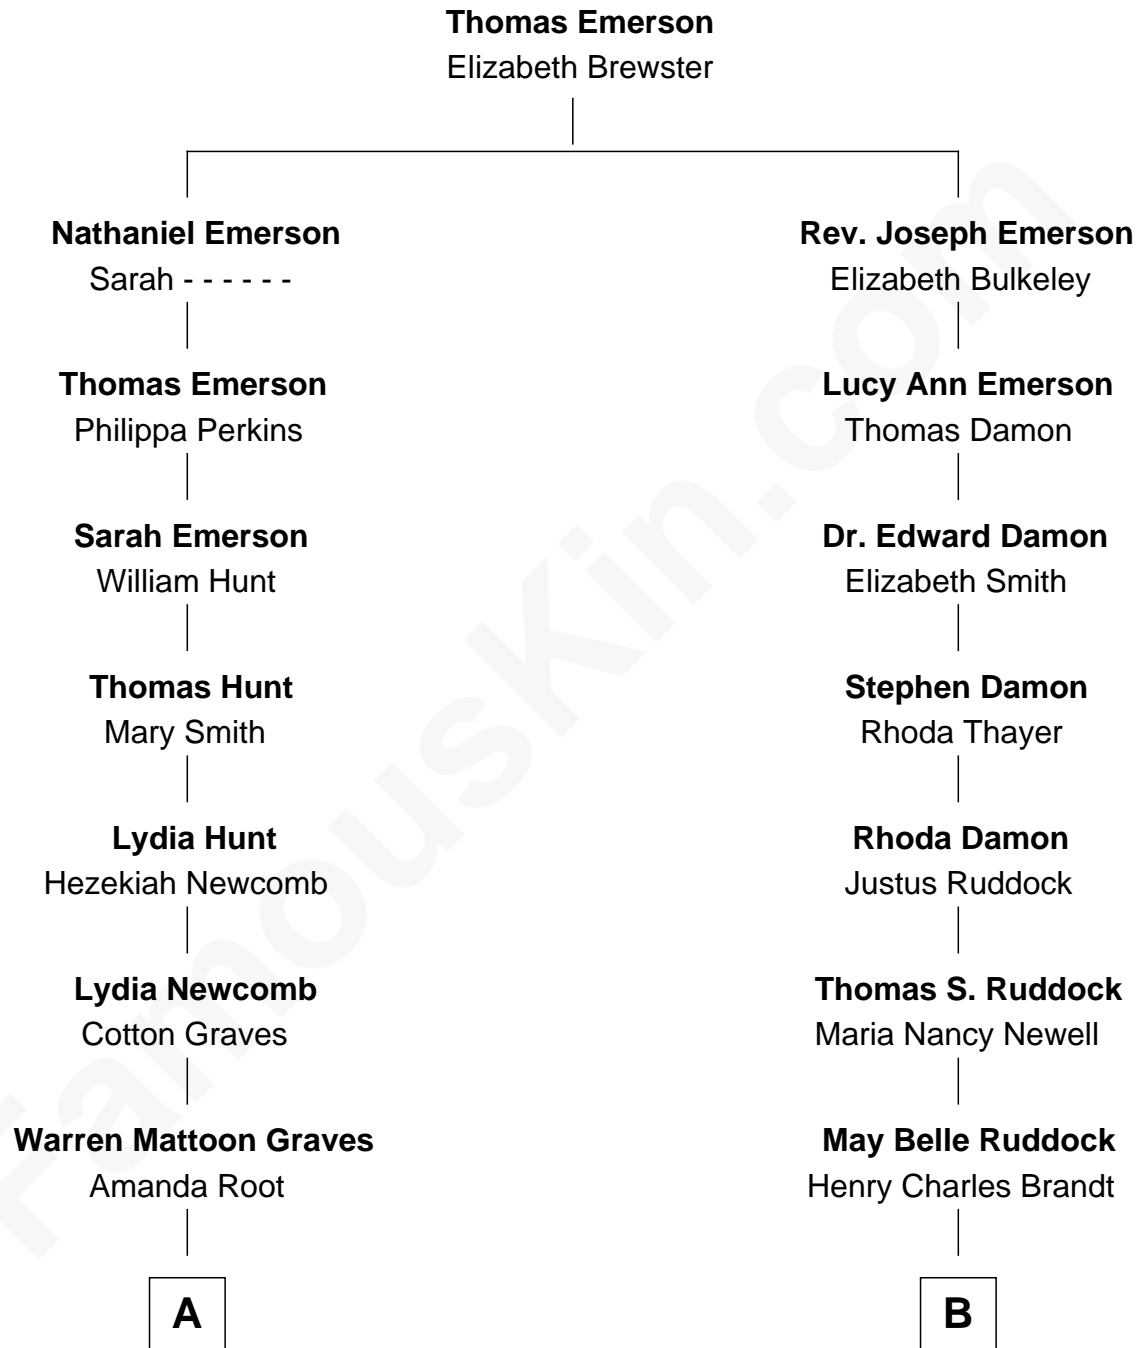 Thomas Emerson
Elizabeth Brewster
Nathaniel Emerson
Sarah - - - - - -
Thomas Emerson
Philippa Perkins
Sarah Emerson
William Hunt
Thomas Hunt
Mary Smith
Lydia Hunt
Hezekiah Newcomb
Lydia Newcomb
Cotton Graves
Warren Mattoon Graves
Amanda Root
A
Rev. Joseph Emerson
Elizabeth Bulkeley
Lucy Ann Emerson
Thomas Damon
Dr. Edward Damon
Elizabeth Smith
Stephen Damon
Rhoda Thayer
Rhoda Damon
Justus Ruddock
Thomas S. Ruddock
Maria Nancy Newell
May Belle Ruddock
Henry Charles Brandt
B
FamousKin.com